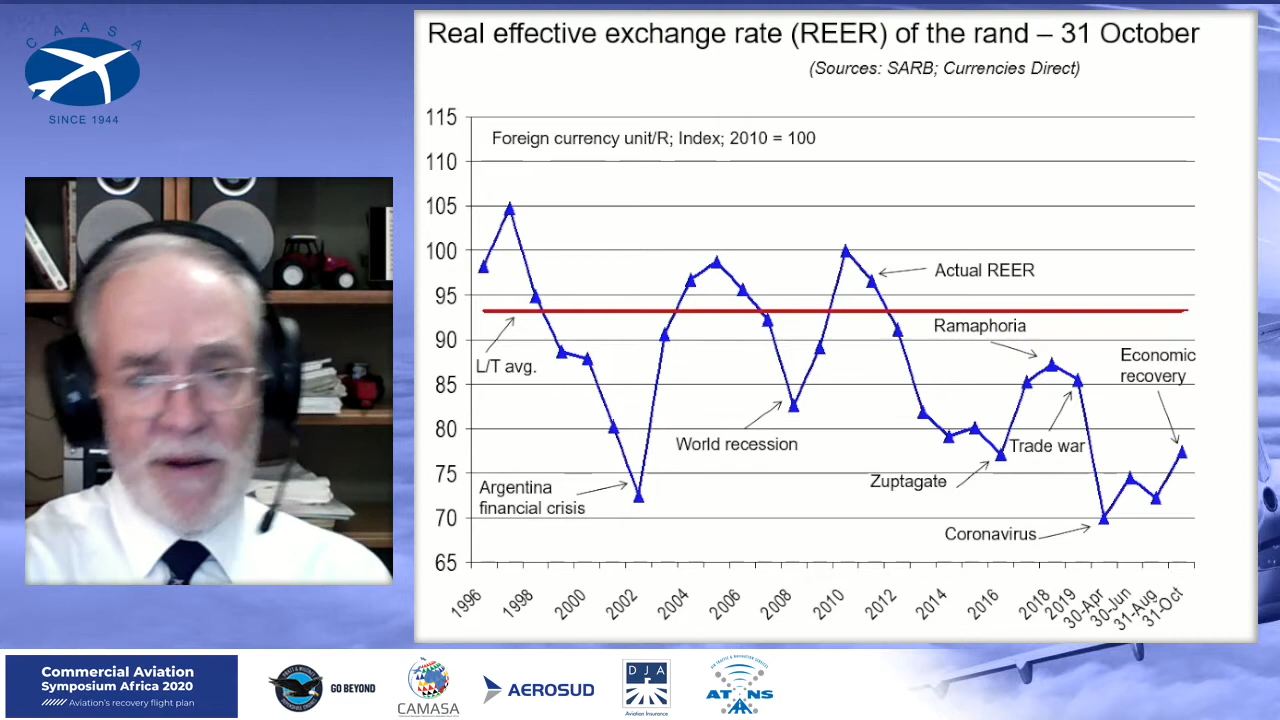 CAASA
SINCE 1944
Real effective exchange rate (REER) of the rand – 31 October
(Sources: SARB; Currencies Direct)
Foreign currency unit/R; Index; 2010 = 100
115
110
105
100
95
90
85
80
75
70
65
Actual REER
L/T avg.
Ramaphoria
Economic
recovery
World recession
Trade war
Zuptagate
Argentina
financial crisis
Coronavirus
1996
1998
2000
2002
2004
2006
2008
2010
2012
2014
2016
2018
2019
30-Apr
30-Jun
31-Aug
31-Oct
Commercial Aviation
Symposium Africa 2020
///// Aviation's recovery flight plan
GO BEYOND
CAMASA
AEROSUD
DJA
Aviation Insurance
AIR TRAFFIC & NAVIGATION SERVICES
ATNS